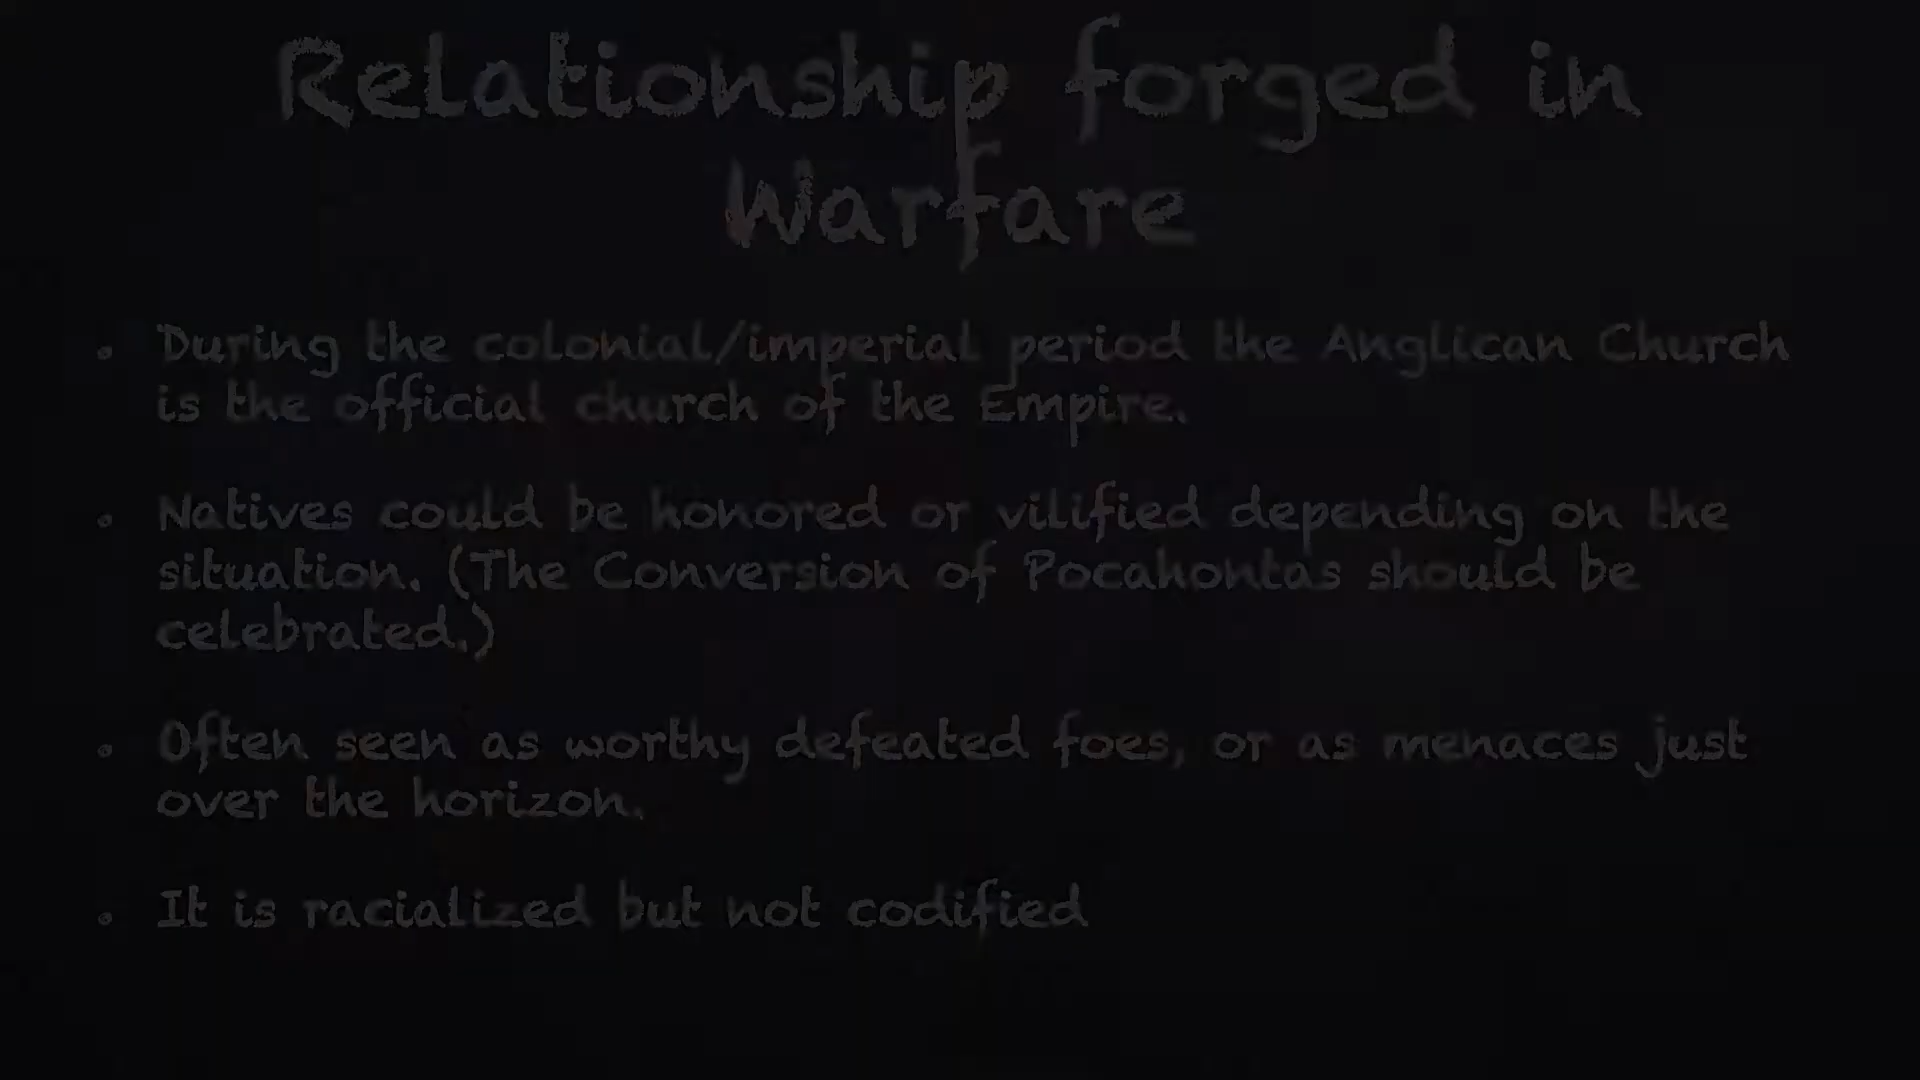 Relationship forged in
Warfare
• During the colonial/imperial period the Anglican Church
is the official church of the Empire.
• Natives could be honored or vilified depending on the
situation. (The Conversion of Pocahontas should be
celebrated.)
• Often seen as worthy defeated foes, or as menaces just
over the horizon.
• It is racialized but not codified